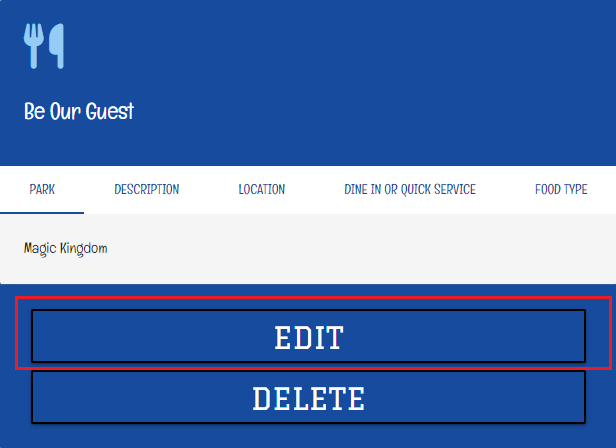 Be Our Guest
PARK DESCRIPTION LOCATION DINE IN OR QUICK SERVICE FOOD TYPE
Magic Kingdom
EDIT
DELETE